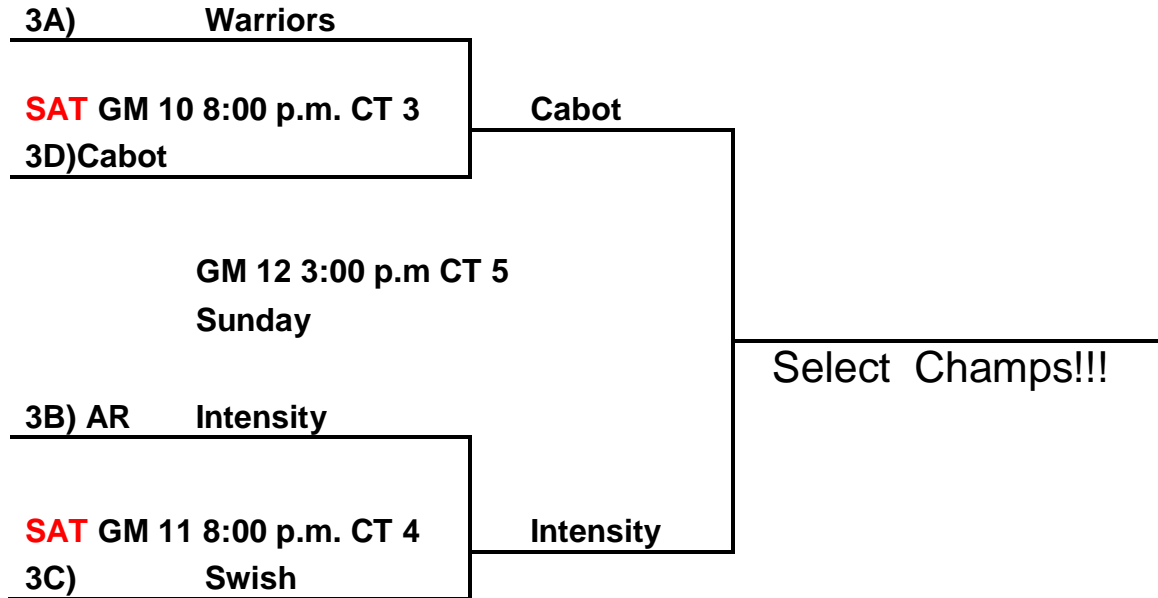 3A) Warriors
SAT GM 10 8:00 p.m. CT 3
Cabot
3D)Cabot
GM 12 3:00 p.m CT 5
Sunday
Select Champs!!!
3B) AR Intensity
SAT GM 11 8:00 p.m. CT 4
Intensity
3C) Swish